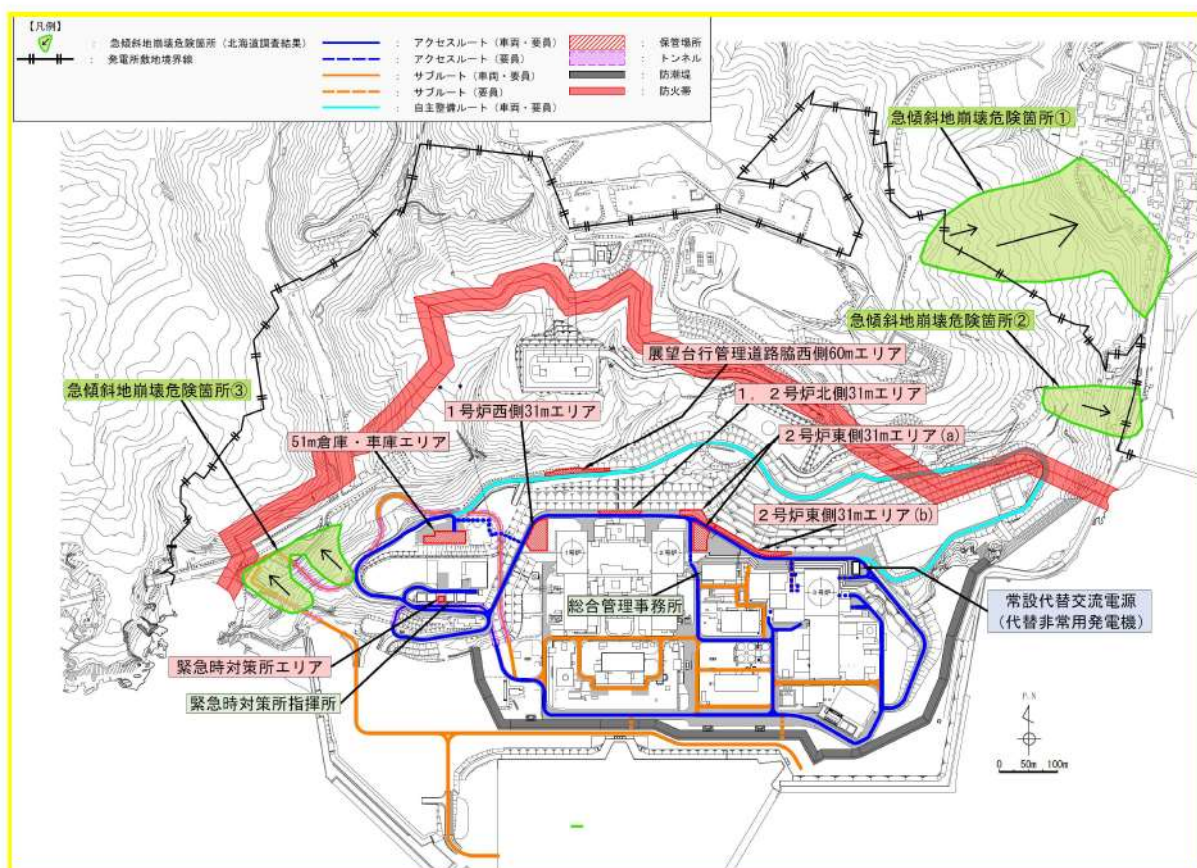 【凡例】
: 急傾斜地崩壊危険箇所（北海道調査結果）
: 発電所敷地境界線
: アクセスルート（車両・要員）
: アクセスルート（要員）
: サブルート（車両・要員）
: サブルート（要員）
: 自主整備ルート（車両・要員）
: 保管場所
: トンネル
: 防潮堤
: 防火帯
急傾斜地崩壊危険箇所①
急傾斜地崩壊危険箇所②
展望台行管理道路脇西側60mエリア
急傾斜地崩壊危険箇所③
1．2号炉北側31mエリア
1号炉西側31mエリア
2号炉東側31mエリア(a)
51m倉庫・車庫エリア
2号炉東側31mエリア(b)
1号炉
2号炉
3号炉
総合管理事務所
常設代替交流電源
(代替非常用発電機)
緊急時対策所エリア
緊急時対策所指揮所
P.N
0 50m 100m